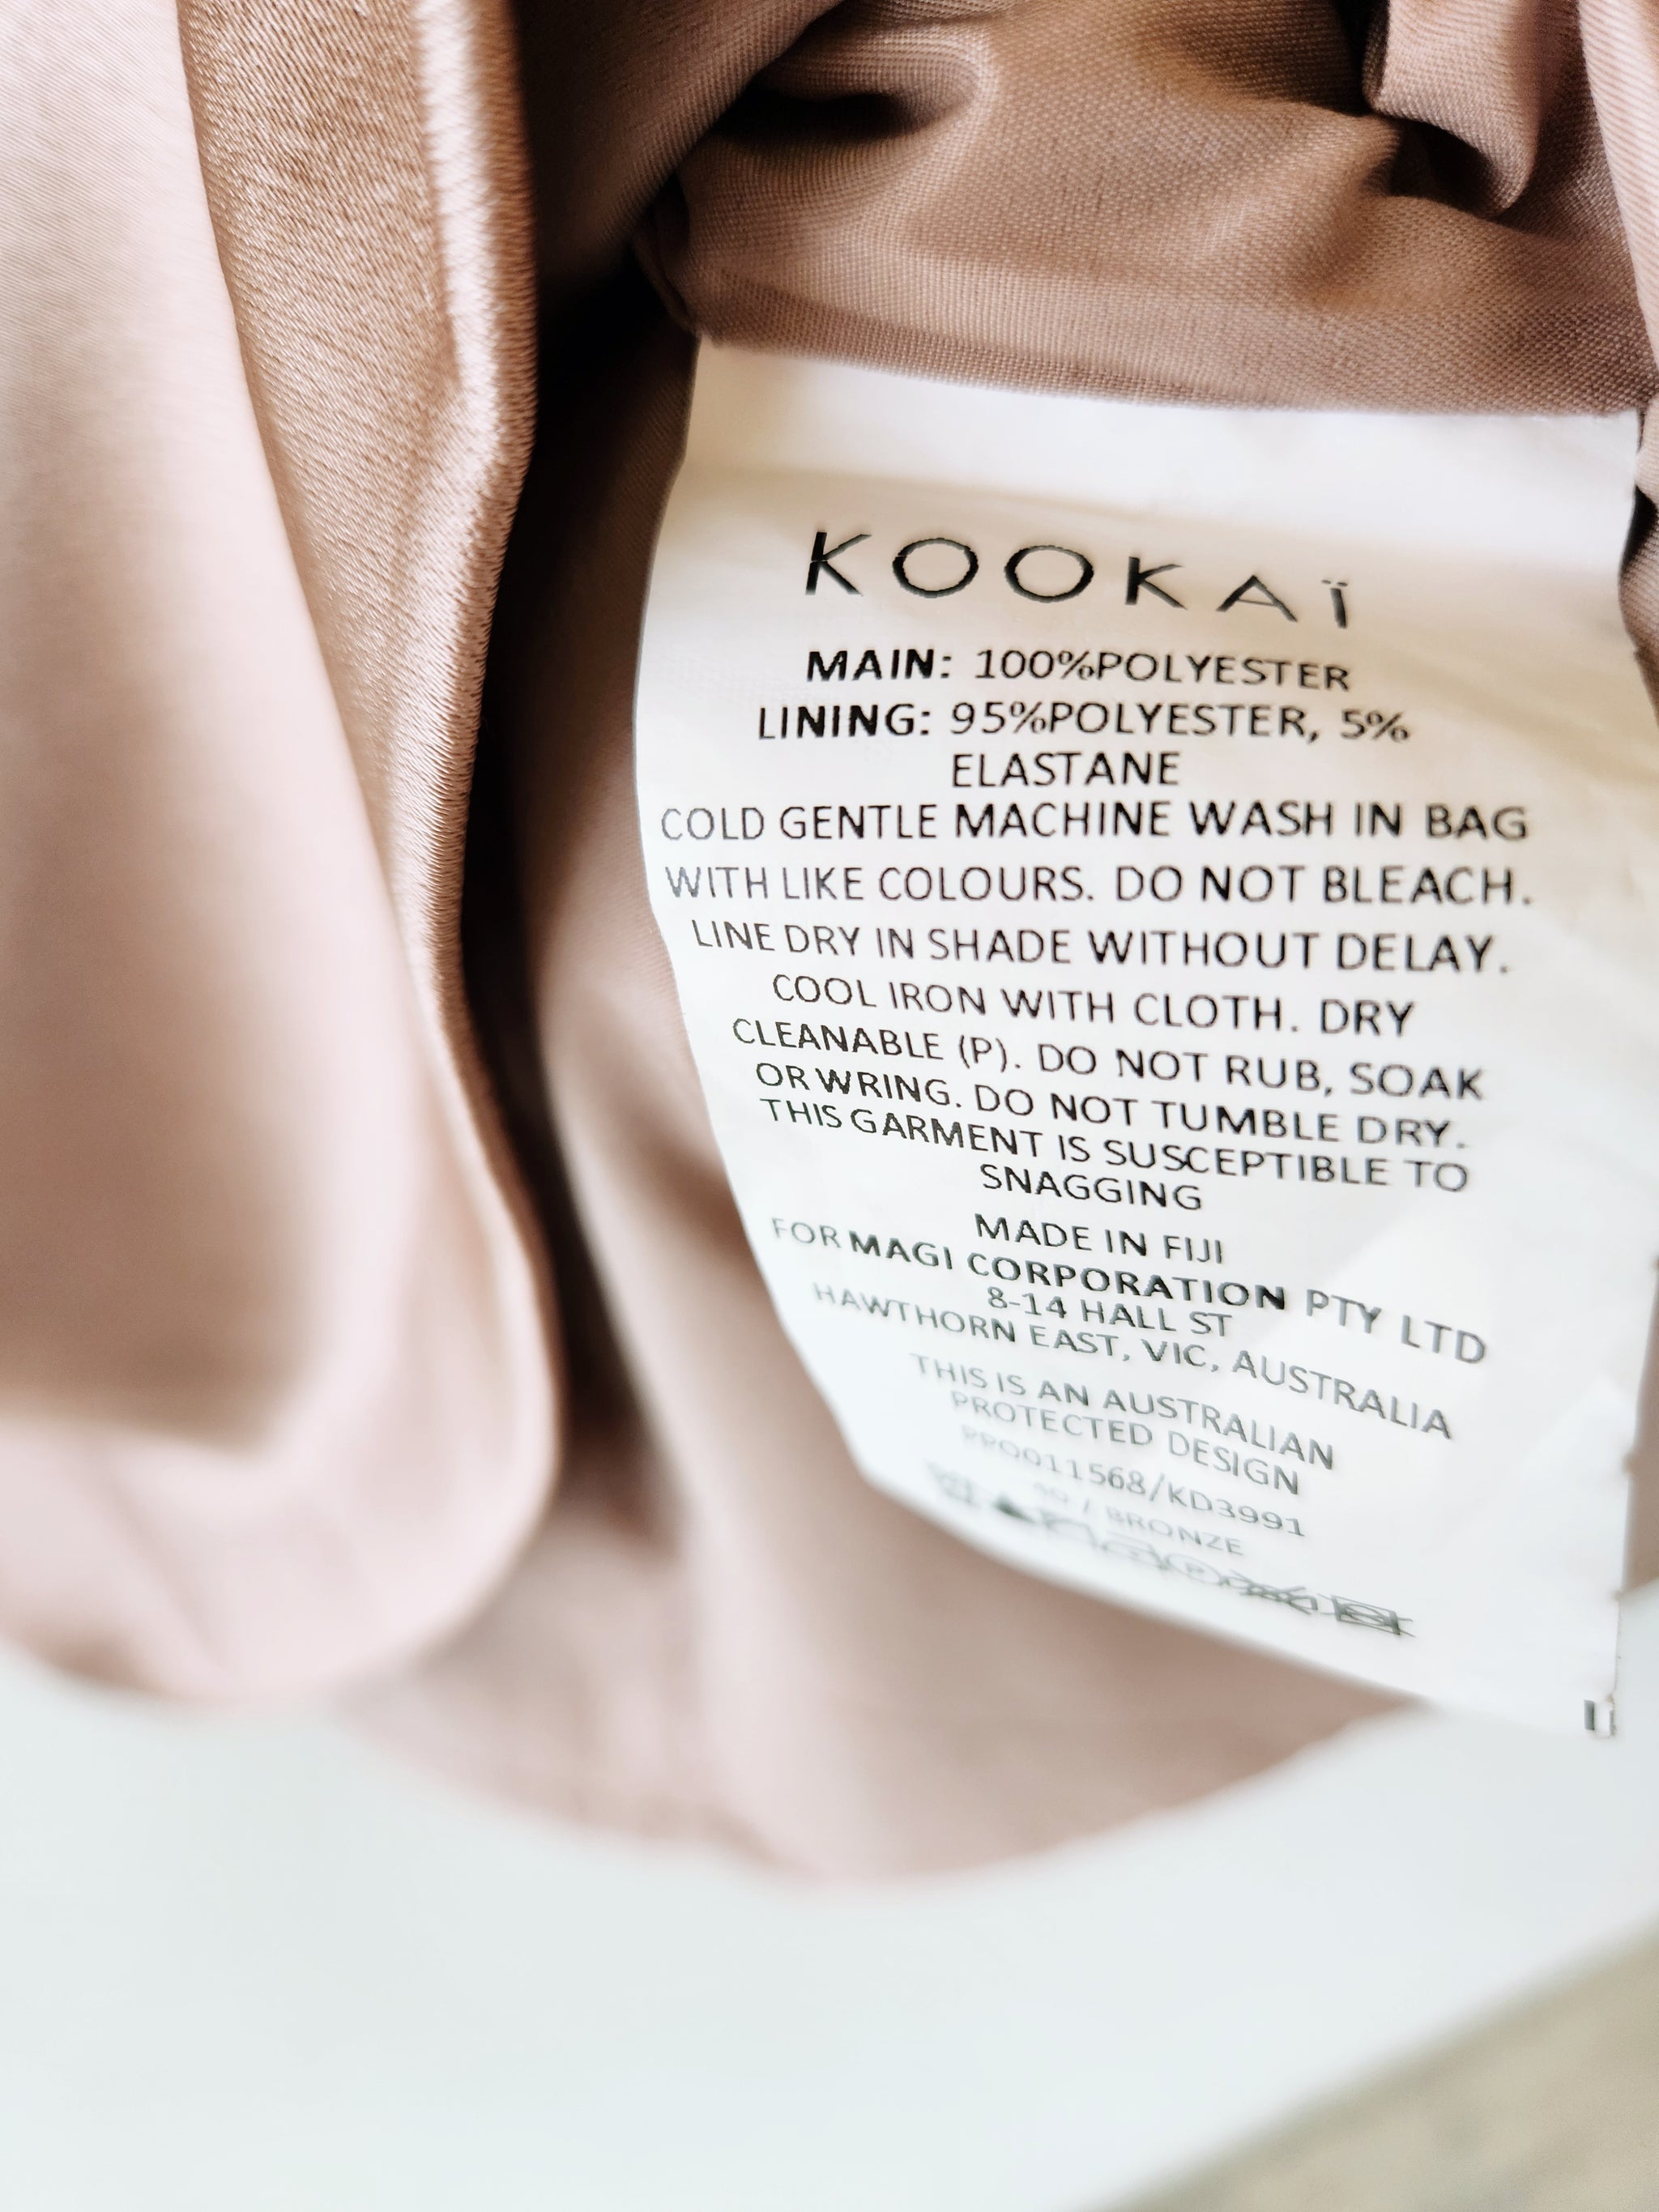 KOOKAÏ
MAIN: 100%POLYESTER
LINING: 95%POLYESTER, 5%
ELASTANE
COLD GENTLE MACHINE WASH IN BAG
WITH LIKE COLOURS. DO NOT BLEACH.
LINE DRY IN SHADE WITHOUT DELAY.
COOL IRON WITH CLOTH. DRY
CLEANABLE (P). DO NOT RUB, SOAK
OR WRING. DO NOT TUMBLE DRY.
THIS GARMENT IS SUSCEPTIBLE TO
SNAGGING
MADE IN FIJI
FOR MAGI CORPORATION PTY LTD
8-14 HALL ST
HAWTHORN EAST, VIC, AUSTRALIA
THIS IS AN AUSTRALIAN
PROTECTED DESIGN
/ BRONZE